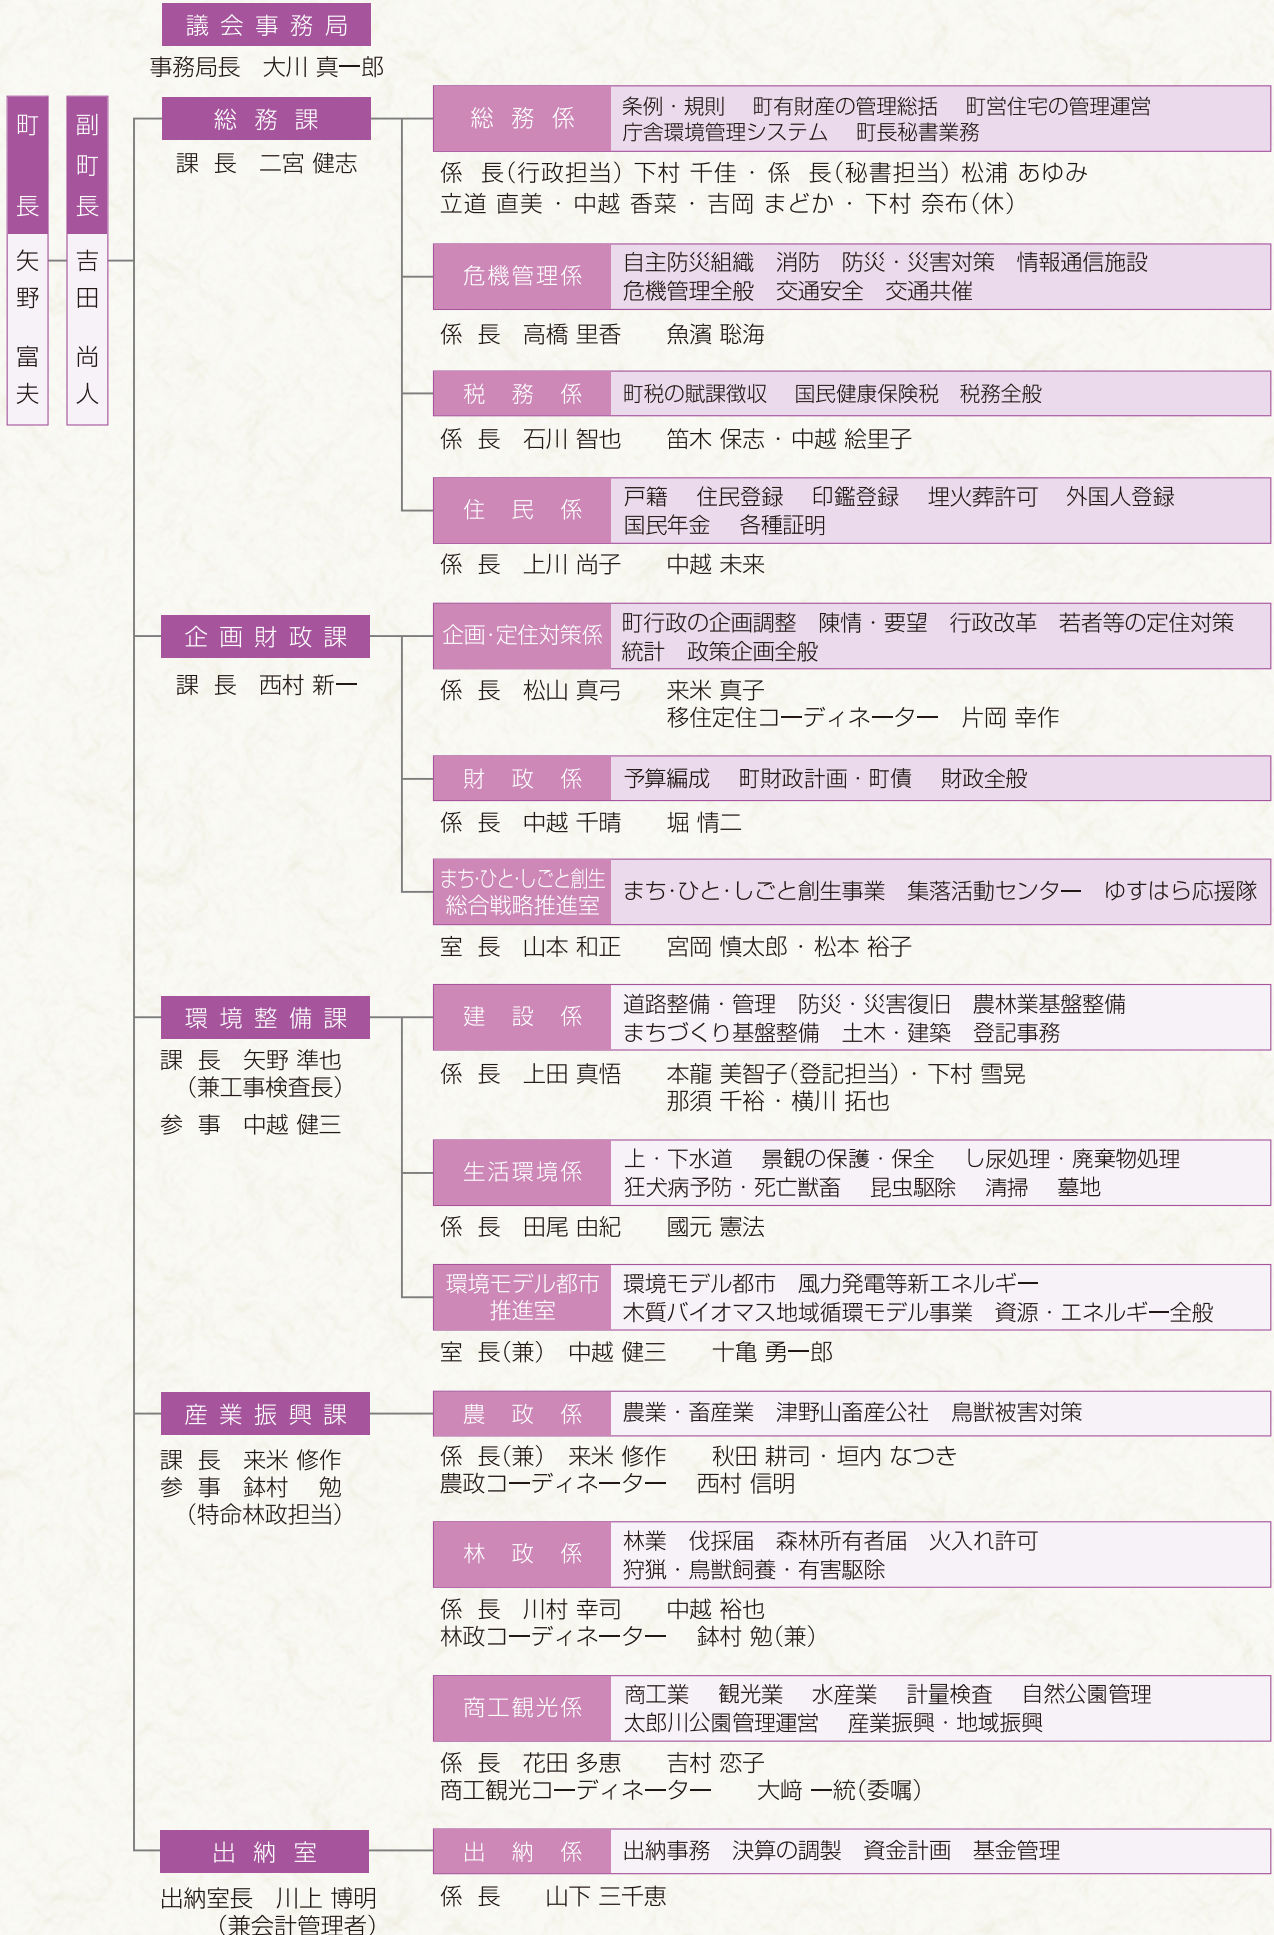 議会事務局
事務局長　大川 真一郎
町　長
矢野　富夫
副町長
吉田　尚人
総務課
課 長　二宮 健志
総務係
条例・規則　町有財産の管理総括　町営住宅の管理運営
庁舎環境管理システム　町長秘書業務
係 長（行政担当）下村 千佳・係 長（秘書担当）松浦 あゆみ
立道 直美・中越 香菜・吉岡 まどか・下村 奈布（休）
危機管理係
自主防災組織　消防　防災・災害対策　情報通信施設
危機管理全般　交通安全　交通共催
係 長　高橋 里香　　魚濱 聡海
税務係
町税の賦課徴収　国民健康保険税　税務全般
係 長　石川 智也　　笛木 保志・中越 絵里子
住民係
戸籍　住民登録　印鑑登録　埋火葬許可　外国人登録
国民年金　各種証明
係 長　上川 尚子　　中越 未来
企画財政課
課 長　西村 新一
企画・定住対策係
町行政の企画調整　陳情・要望　行政改革　若者等の定住対策
統計　政策企画全般
係 長　松山 真弓　　来米 真子
移住定住コーディネーター　片岡 幸作
財政係
予算編成　町財政計画・町債　財政全般
係 長　中越 千晴　　堀 情二
まち・ひと・しごと創生
総合戦略推進室
まち・ひと・しごと創生事業　集落活動センター　ゆすはら応援隊
室 長　山本 和正　　宮岡 慎太郎・松本 裕子
環境整備課
課 長　矢野 準也
（兼工事検査長）
参 事　中越 健三
建設係
道路整備・管理　防災・災害復旧　農林業基盤整備
まちづくり基盤整備　土木・建築　登記事務
係 長　上田 真悟　　本龍 美智子（登記担当）・下村 雪晃
那須 千裕・横川 拓也
生活環境係
上・下水道　景観の保護・保全　し尿処理・廃棄物処理
狂犬病予防・死亡獣畜　昆虫駆除　清掃　墓地
係 長　田尾 由紀　　國元 憲法
環境モデル都市
推進室
環境モデル都市　風力発電等新エネルギー
木質バイオマス地域循環モデル事業　資源・エネルギー全般
室 長（兼）　中越 健三　　十亀 勇一郎
産業振興課
課 長　来米 修作
参 事　鉢村　勉
（特命林政担当）
農政係
農業・畜産業　津野山畜産公社　鳥獣被害対策
係 長（兼）　来米 修作　　秋田 耕司・垣内 なつき
農政コーディネーター　西村 信明
林政係
林業　伐採届　森林所有者届　火入れ許可
狩猟・鳥獣飼養・有害駆除
係 長　川村 幸司　　中越 裕也
林政コーディネーター　鉢村 勉（兼）
商工観光係
商工業　観光業　水産業　計量検査　自然公園管理
太郎川公園管理運営　産業振興・地域振興
係 長　花田 多恵　　吉村 恋子
商工観光コーディネーター　　大﨑 一統（委嘱）
出納室
出納室長　川上 博明
（兼会計管理者）
出納係
出納事務　決算の調製　資金計画　基金管理
係 長　　山下 三千恵